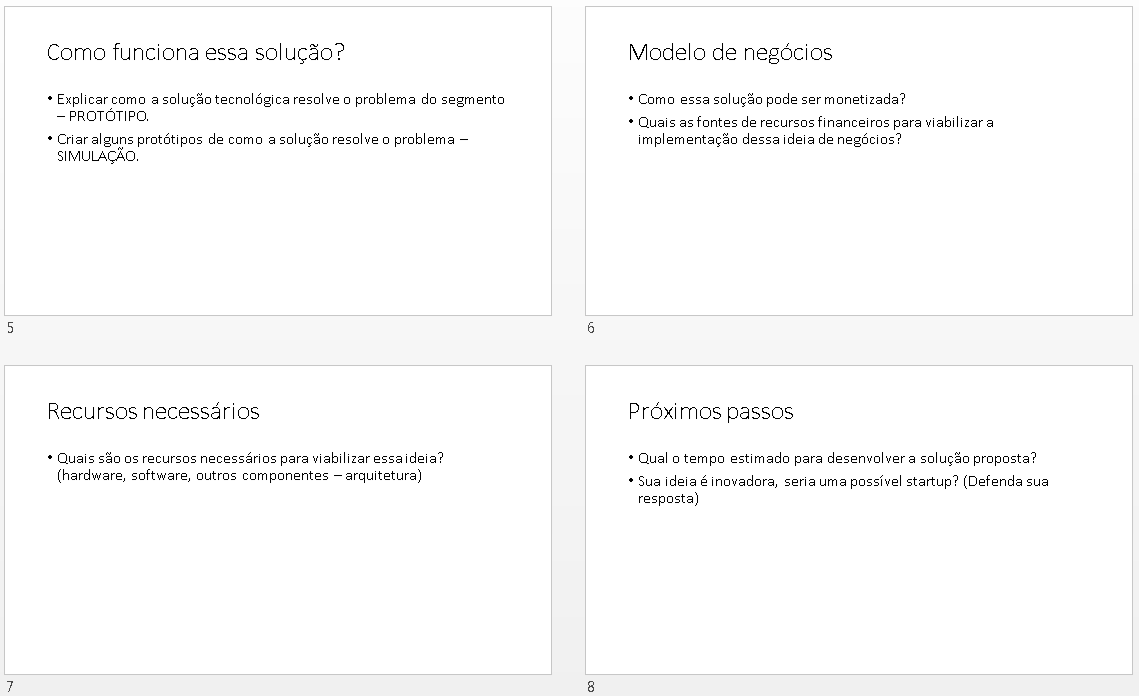 Como funciona essa solução?
• Explicar como a solução tecnológica resolve o problema do segmento
– PROTÓTIPO.
• Criar alguns protótipos de como a solução resolve o problema –
SIMULAÇÃO.
5
Modelo de negócios
• Como essa solução pode ser monetizada?
• Quais as fontes de recursos financeiros para viabilizar a
implementação dessa ideia de negócios?
6
Recursos necessários
• Quais são os recursos necessários para viabilizar essa ideia?
(hardware, software, outros componentes – arquitetura)
7
Próximos passos
• Qual o tempo estimado para desenvolver a solução proposta?
• Sua ideia é inovadora, seria uma possível startup? (Defenda sua
resposta)
8